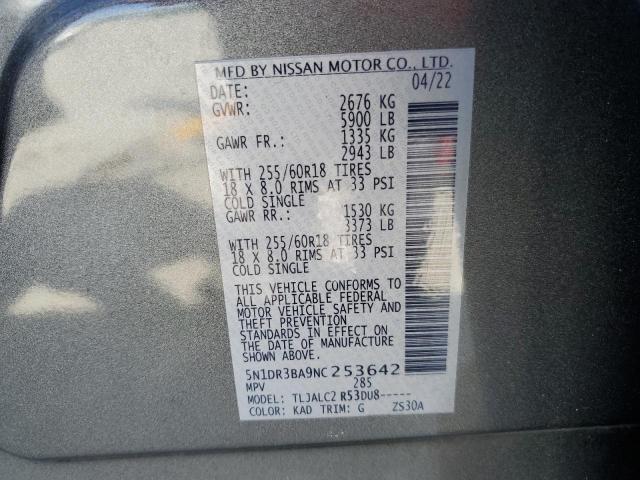 MFD BY NISSAN MOTOR CO., LTD.
DATE: 04/22
GVWR: 2676 KG
5900 LB
GAWR FR.: 1335 KG
2943 LB
WITH 255/60R18 TIRES
18 X 8.0 RIMS AT 33 PSI
COLD SINGLE
GAWR RR.: 1530 KG
3373 LB
WITH 255/60R18 TIRES
18 X 8.0 RIMS AT 33 PSI
COLD SINGLE
THIS VEHICLE CONFORMS TO
ALL APPLICABLE FEDERAL
MOTOR VEHICLE SAFETY AND
THEFT PREVENTION
STANDARDS IN EFFECT ON
THE DATE OF MANUFACTURE
SHOWN ABOVE.
5N1DR3BA9NC253642
MPV 285
MODEL: TLJALC2 R53DU8-----
COLOR: KAD TRIM: G ZS30A